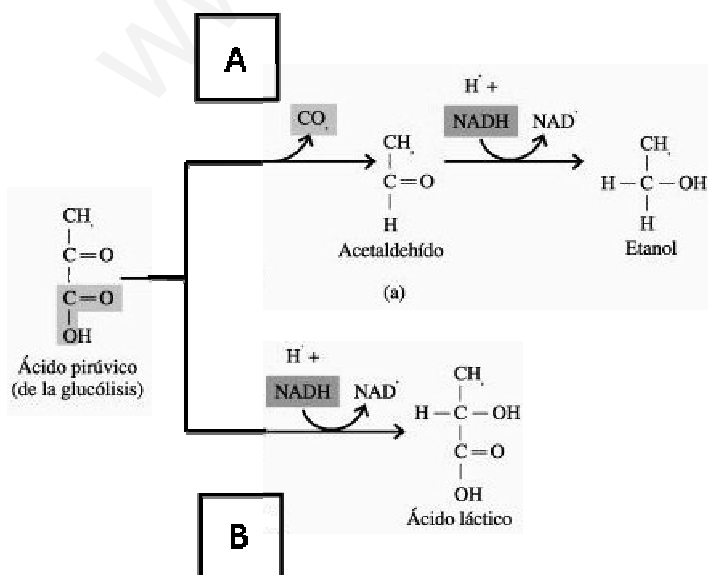 A
H⁺ +
CO₂
NADH NAD⁺
CH₃
C=O
H
Acetaldehído
CH₃
H–C–OH
H
Etanol
(a)
CH₃
C=O
C=O
OH
Ácido pirúvico
(de la glucólisis)
H⁺ +
NADH NAD⁺
CH₃
H–C–OH
C=O
OH
Ácido láctico
B